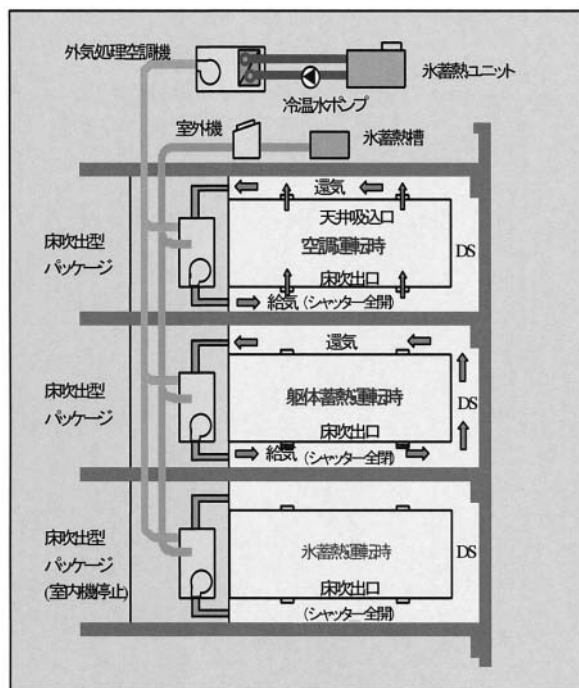 外気処理空調機
氷蓄熱ユニット
冷温水ポンプ
室外機
氷蓄熱槽
還気
天井吸込口
床吹出型
パッケージ
空調運転時
DS
床吹出口
給気
(シャッター全開)
還気
床吹出型
パッケージ
躯体蓄熱運転時
DS
床吹出口
給気
(シャッター全閉)
床吹出型
パッケージ
(室内機停止)
氷蓄熱運転時
DS
床吹出口
(シャッター全閉)